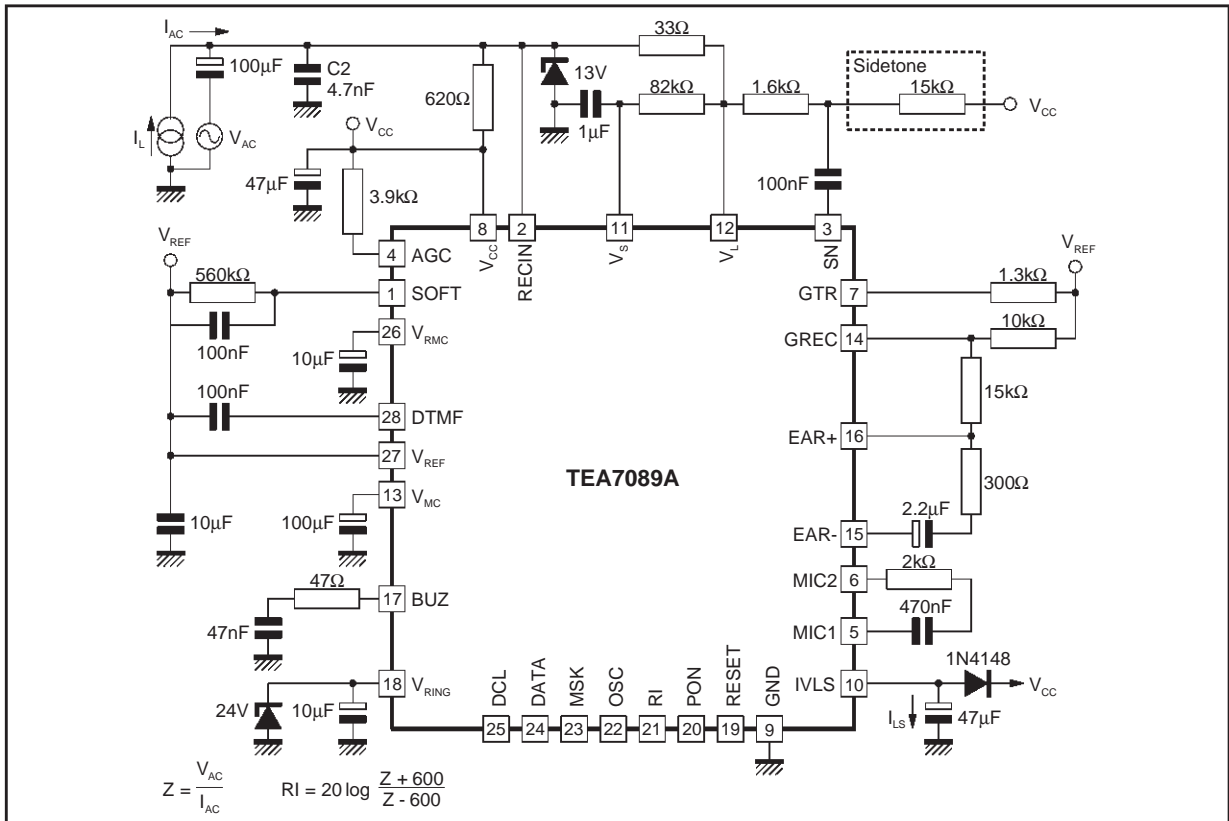 I_AC
33Ω
100μF
C2
4.7nF
620Ω
13V
1μF
82kΩ
1.6kΩ
Sidetone
15kΩ
V_CC
I_L
V_AC
V_CC
47μF
3.9kΩ
100nF
8
2
11
12
3
V_CC
RECIN
V_S
V_L
SN
V_REF
4
AGC
560kΩ
1
SOFT
100nF
26
V_RMC
10μF
100nF
28
DTMF
27
V_REF
13
V_MC
10μF
100μF
47Ω
17
BUZ
47nF
18
V_RING
24V
10μF
TEA7089A
V_REF
GTR
7
1.3kΩ
GREC
14
10kΩ
15kΩ
EAR+
16
300Ω
2.2μF
EAR-
15
2kΩ
MIC2
6
470nF
MIC1
5
1N4148
IVLS
10
V_CC
I_LS
47μF
DCL
DATA
MSK
OSC
RI
PON
RESET
GND
25
24
23
22
21
20
19
9
Z = V_AC / I_AC
RI = 20 log Z + 600 / Z - 600